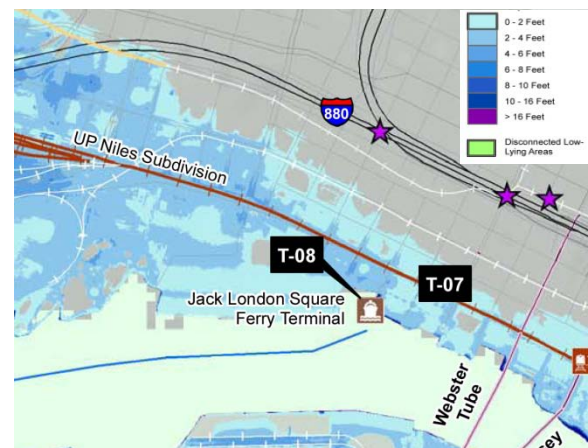 0 - 2 Feet
2 - 4 Feet
4 - 6 Feet
6 - 8 Feet
8 - 10 Feet
10 - 16 Feet
> 16 Feet
Disconnected Low-
Lying Areas
880
UP Niles Subdivision
T-08
T-07
Jack London Square
Ferry Terminal
Webster
Tube